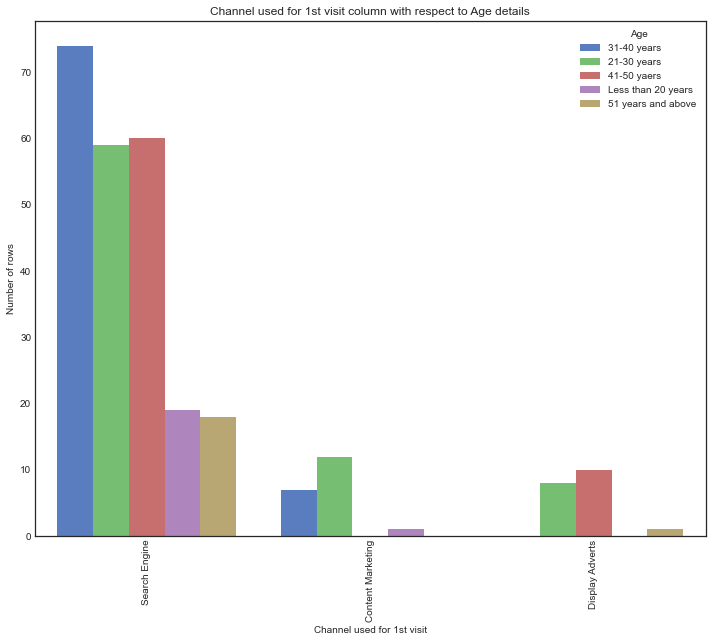 Channel used for 1st visit column with respect to Age details
Age
31-40 years
21-30 years
41-50 yaers
Less than 20 years
51 years and above
Number of rows
70
60
50
40
30
20
10
0
Search Engine
Content Marketing
Display Adverts
Channel used for 1st visit